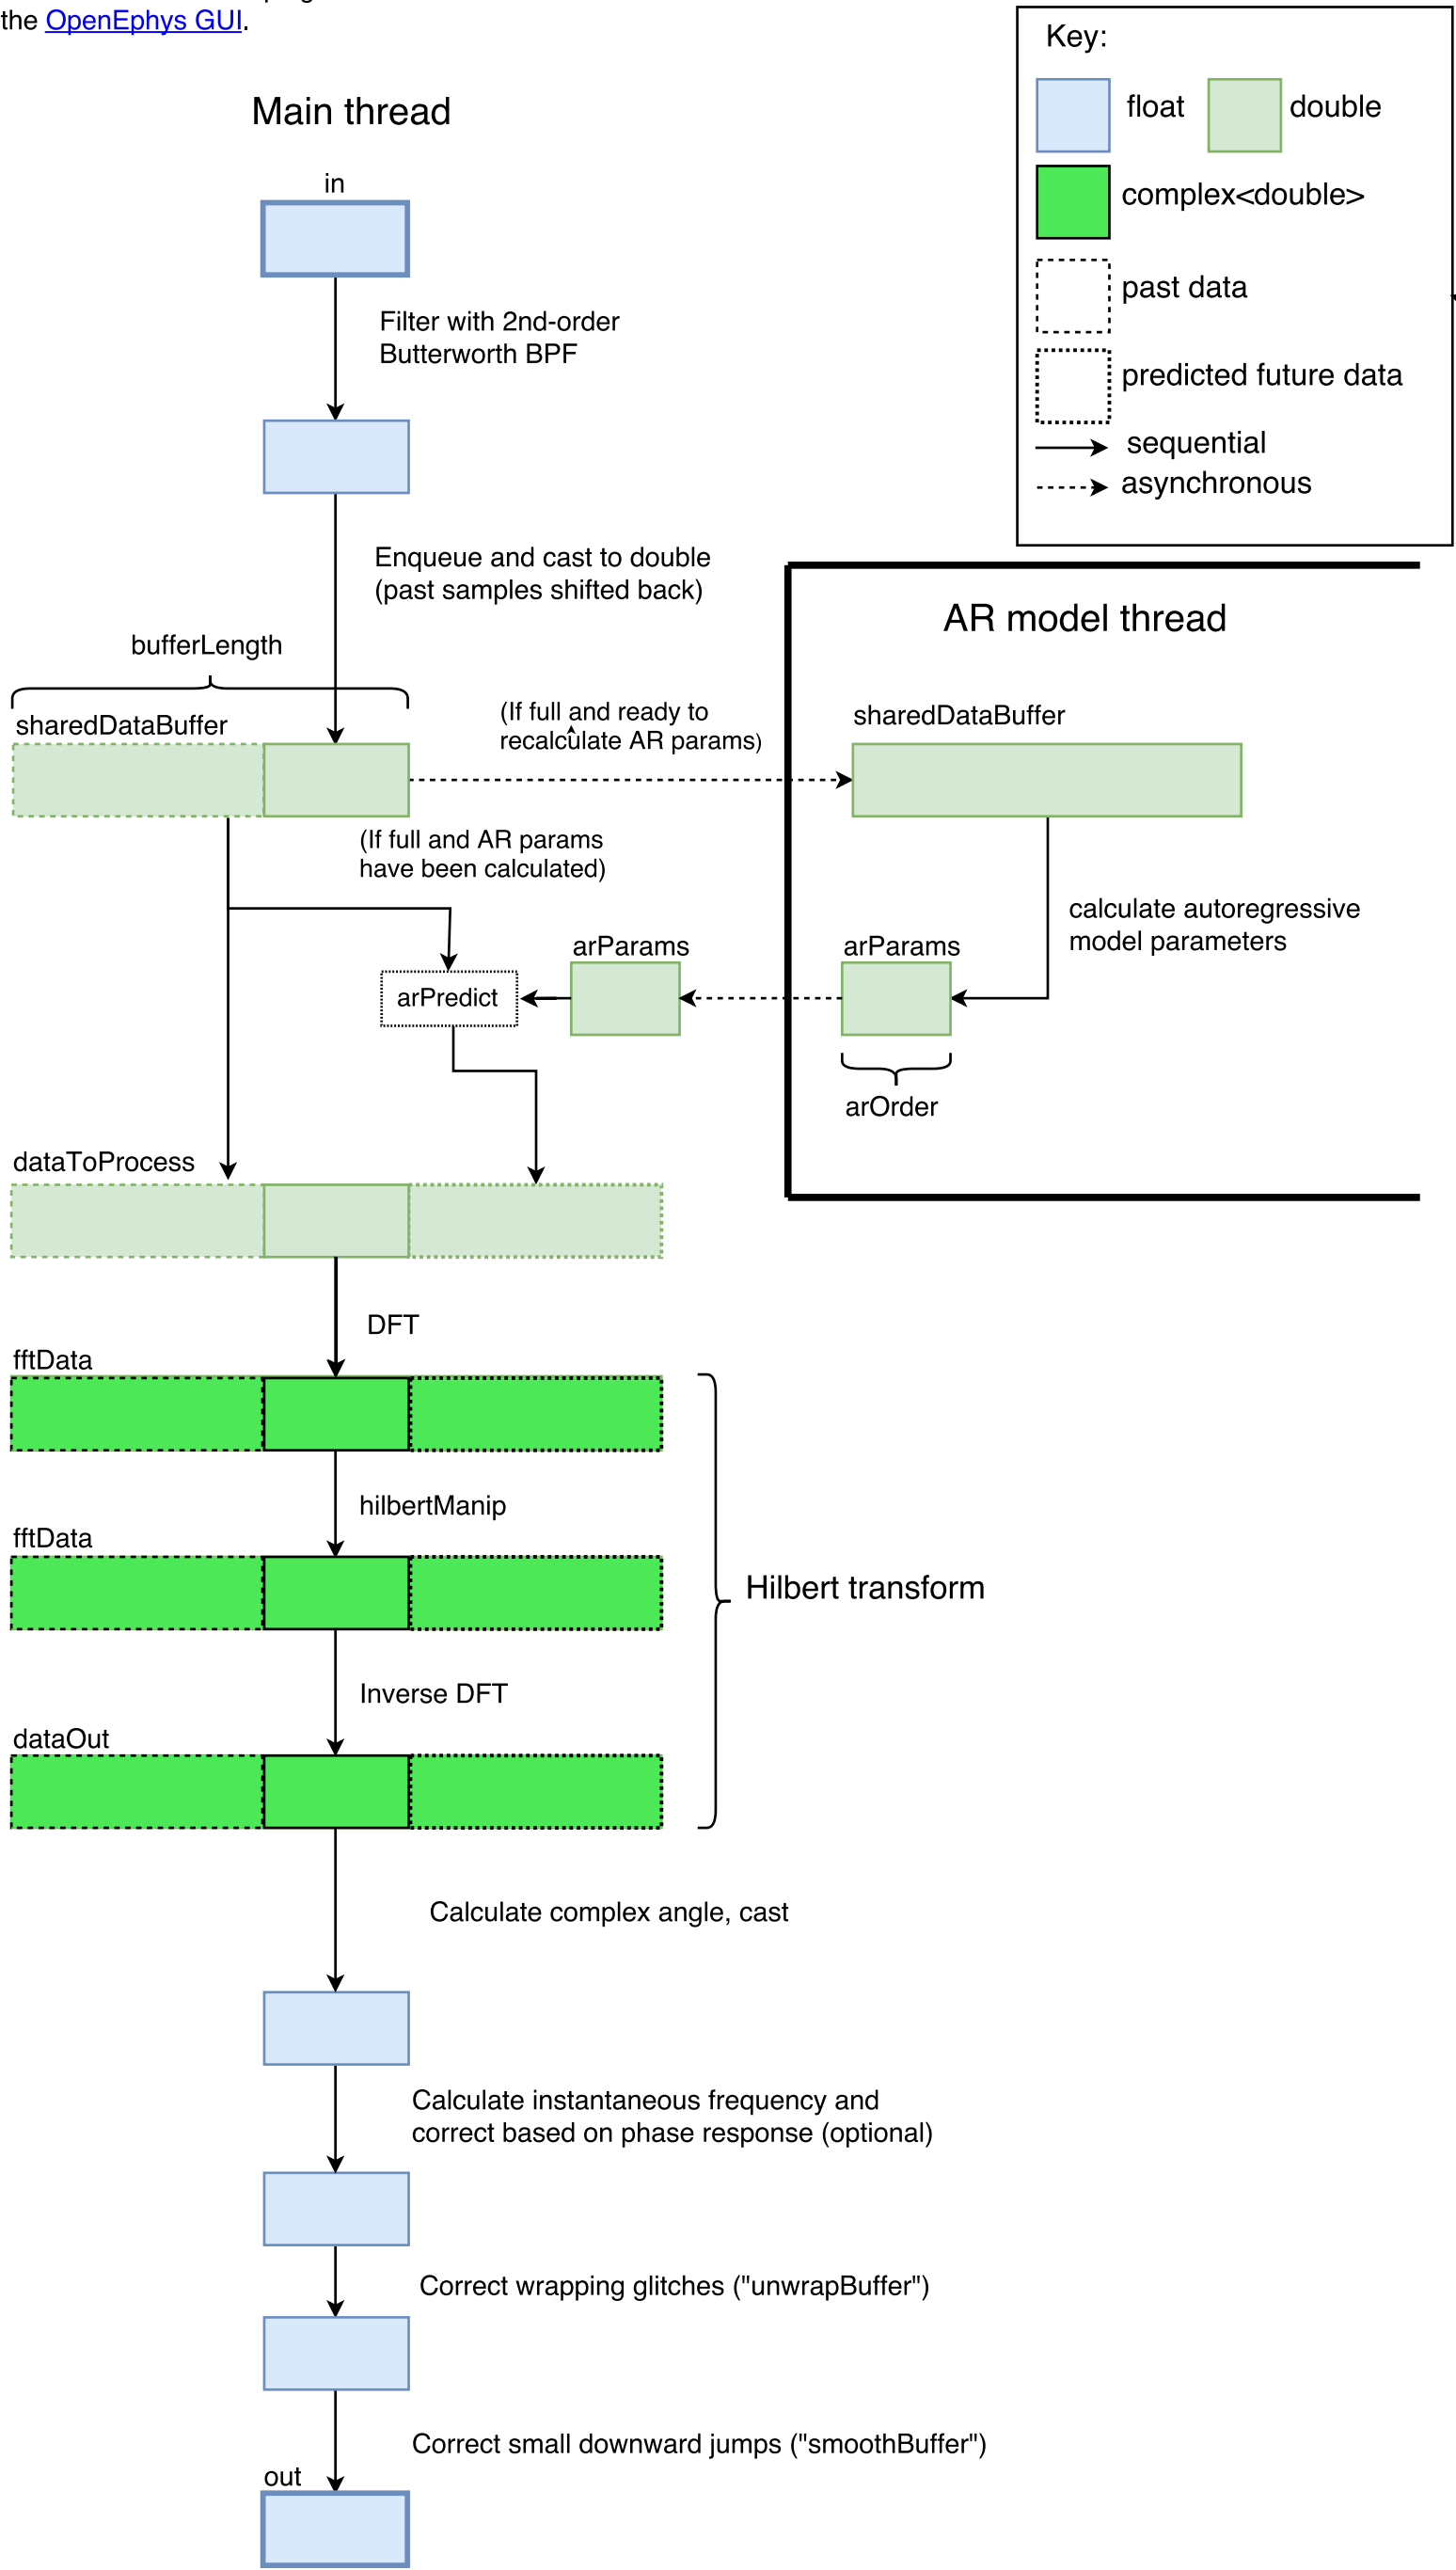 the OpenEphys GUI.
Key:
float
double
complex<double>
past data
predicted future data
sequential
asynchronous
Main thread
in
Filter with 2nd-order
Butterworth BPF
Enqueue and cast to double
(past samples shifted back)
bufferLength
sharedDataBuffer
(If full and ready to
recalculate AR params)
AR model thread
sharedDataBuffer
(If full and AR params
have been calculated)
calculate autoregressive
model parameters
arPredict
arParams
arParams
arOrder
dataToProcess
DFT
fftData
hilbertManip
fftData
Hilbert transform
Inverse DFT
dataOut
Calculate complex angle, cast
Calculate instantaneous frequency and
correct based on phase response (optional)
Correct wrapping glitches ("unwrapBuffer")
Correct small downward jumps ("smoothBuffer")
out